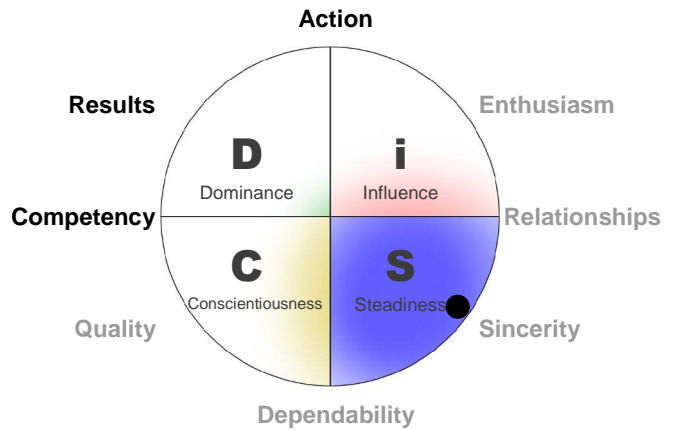 Action
Results
Enthusiasm
D
i
Dominance
Influence
Competency
Relationships
C
S
Conscientiousness
Steadiness
Quality
Sincerity
Dependability